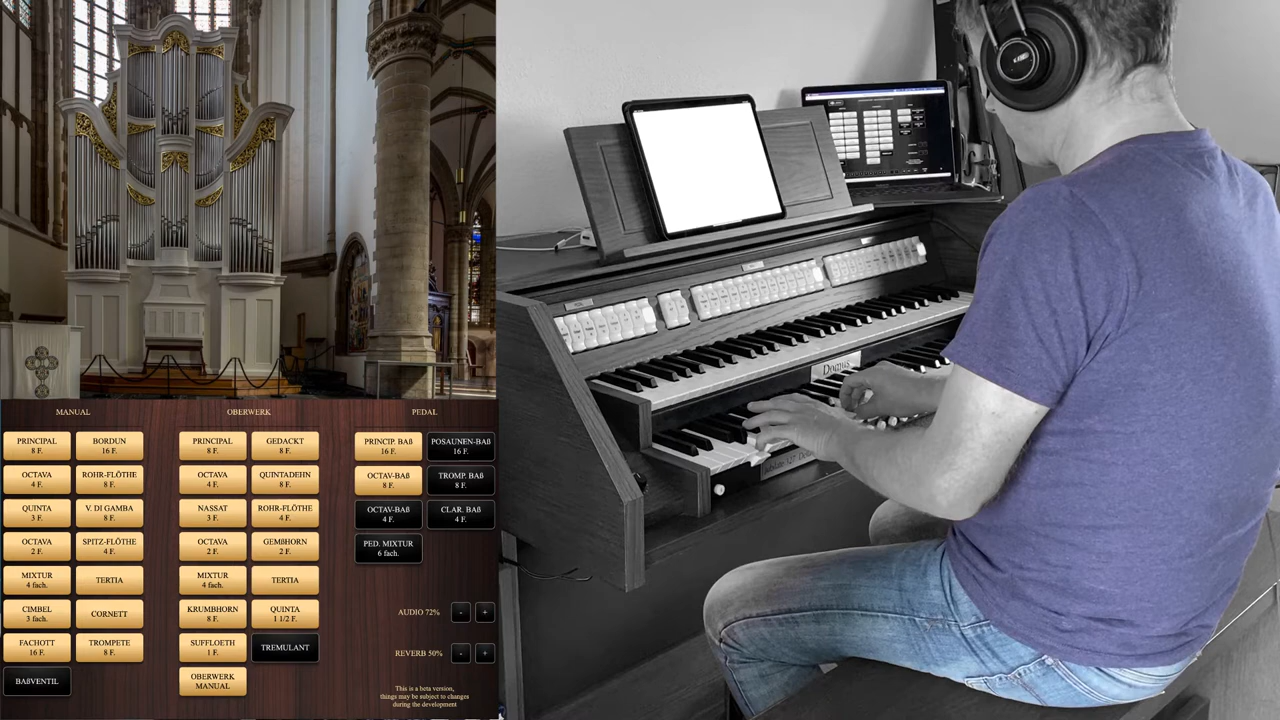 MANUAL
OBERWERK
PEDAL
PRINCIPAL
8 F.
BORDUN
16 F.
PRINCIPAL
8 F.
GEDACKT
8 F.
PRINCIP. BAß
16 F.
POSAUNEN-BAß
16 F.
OCTAVA
4 F.
ROHR-FLÖTHE
8 F.
OCTAVA
4 F.
QUINTADEHN
8 F.
OCTAV-BAß
8 F.
TROMP. BAß
8 F.
QUINTA
3 F.
V. DI GAMBA
8 F.
NASSAT
3 F.
ROHR-FLÖTHE
4 F.
OCTAV-BAß
4 F.
CLAR. BAß
4 F.
OCTAVA
2 F.
SPITZ-FLÖTHE
4 F.
OCTAVA
2 F.
GEMßHORN
2 F.
PED. MIXTUR
6 fach.
MIXTUR
4 fach.
TERTIA
MIXTUR
4 fach.
TERTIA
CIMBEL
3 fach.
CORNETT
KRUMBHORN
8 F.
QUINTA
1 1/2 F.
AUDIO 72%
-
+
FACHOTT
16 F.
TROMPETE
8 F.
SUFFLOETH
1 F.
TREMULANT
REVERB 50%
-
+
BAßVENTIL
OBERWERK
MANUAL
This is a beta version,
things may be subject to changes
during the development
Domus